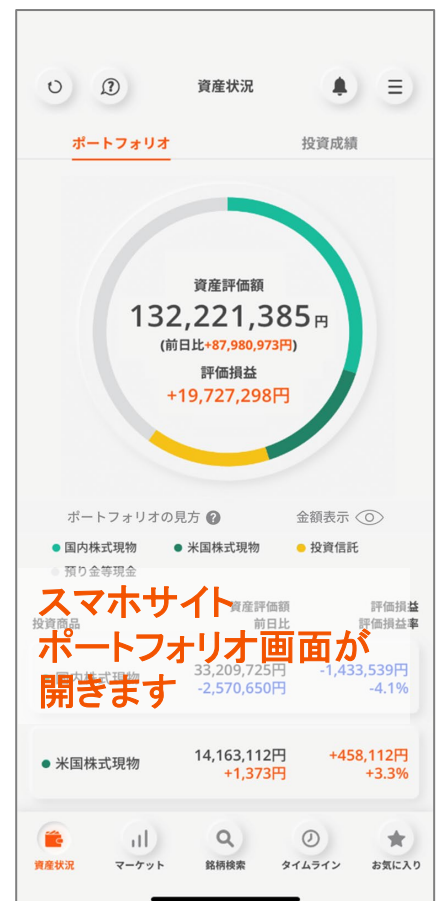 資産状況
ポートフォリオ 投資成績
資産評価額
132,221,385円
(前日比+87,980,973円)
評価損益
+19,727,298円
ポートフォリオの見方 ? 金額表示
国内株式現物 米国株式現物 投資信託
預り金等現金
スマホサイト
ポートフォリオ画面が
開きます
投資商品 資産評価額 前日比 評価損益 評価損益率
国内株式現物 33,209,725円 -1,433,539円
-2,570,650円 -4.1%
米国株式現物 14,163,112円 +458,112円
+1,373円 +3.3%
資産状況 マーケット 銘柄検索 タイムライン お気に入り